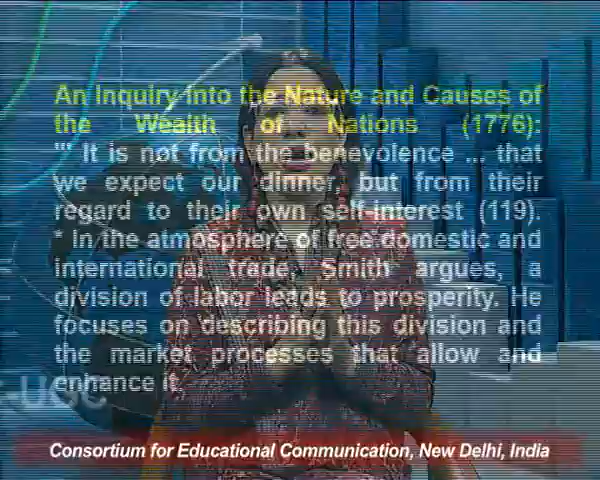 An Inquiry into the Nature and Causes of
the Wealth of Nations (1776):
"' It is not from the benevolence ... that
we expect our dinner, but from their
regard to their own self-interest (119).
* In the atmosphere of free domestic and
international trade, Smith argues, a
division of labor leads to prosperity. He
focuses on describing this division and
the market processes that allow and
enhance it.
-UGC
Consortium for Educational Communication, New Delhi, India